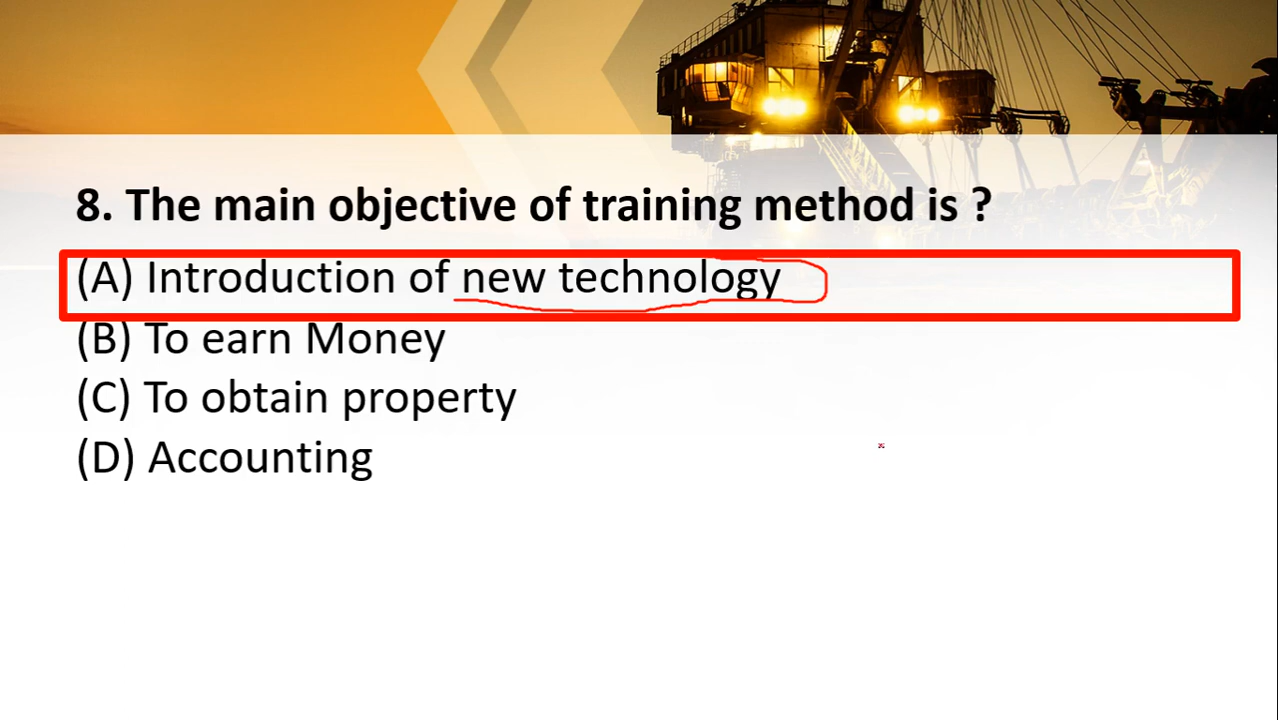 8. The main objective of training method is ?
(A) Introduction of new technology
(B) To earn Money
(C) To obtain property
(D) Accounting